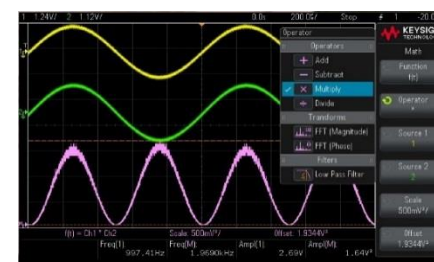 1 1.24V/ 2 1.12V/ 0.0s 200.0%/ Stop
KEYSIGHT
TECHNOLOGIES
Math
Operator
Operators
Add
Subtract
Multiply
Divide
Transforms
FFT (Magnitude)
FFT (Phase)
Filters
Low Pass Filter
Function
f(t)
Operator
Source 1
1
Source 2
2
Scale
500mV²/
Offset
1.9344V²
f(t) = Ch1 * Ch2 Scale: 500mV²/ Offset: 1.9344V²
Freq(1): Freq(M): Ampl(1): Ampl(M):
997.41Hz 1.9690kHz 2.69V 1.64V²